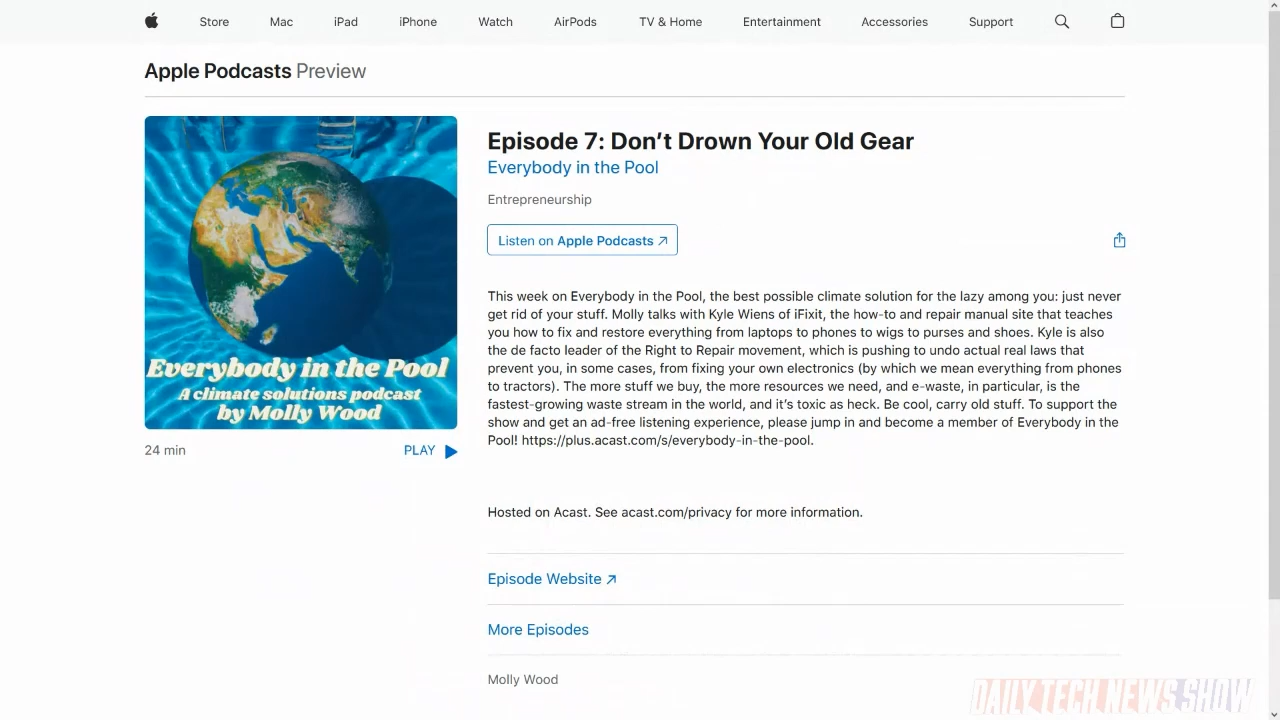 Store Mac iPad iPhone Watch AirPods TV & Home Entertainment Accessories Support
Apple Podcasts Preview
Everybody in the Pool
A climate solutions podcast
by Molly Wood
24 min PLAY
Episode 7: Don’t Drown Your Old Gear
Everybody in the Pool
Entrepreneurship
Listen on Apple Podcasts ↗
This week on Everybody in the Pool, the best possible climate solution for the lazy among you: just never
get rid of your stuff. Molly talks with Kyle Wiens of iFixit, the how-to and repair manual site that teaches
you how to fix and restore everything from laptops to phones to wigs to purses and shoes. Kyle is also
the de facto leader of the Right to Repair movement, which is pushing to undo actual real laws that
prevent you, in some cases, from fixing your own electronics (by which we mean everything from phones
to tractors). The more stuff we buy, the more resources we need, and e-waste, in particular, is the
fastest-growing waste stream in the world, and it’s toxic as heck. Be cool, carry old stuff. To support the
show and get an ad-free listening experience, please jump in and become a member of Everybody in the
Pool! https://plus.acast.com/s/everybody-in-the-pool.
Hosted on Acast. See acast.com/privacy for more information.
Episode Website ↗
More Episodes
Molly Wood
DAILY TECH NEWS SHOW